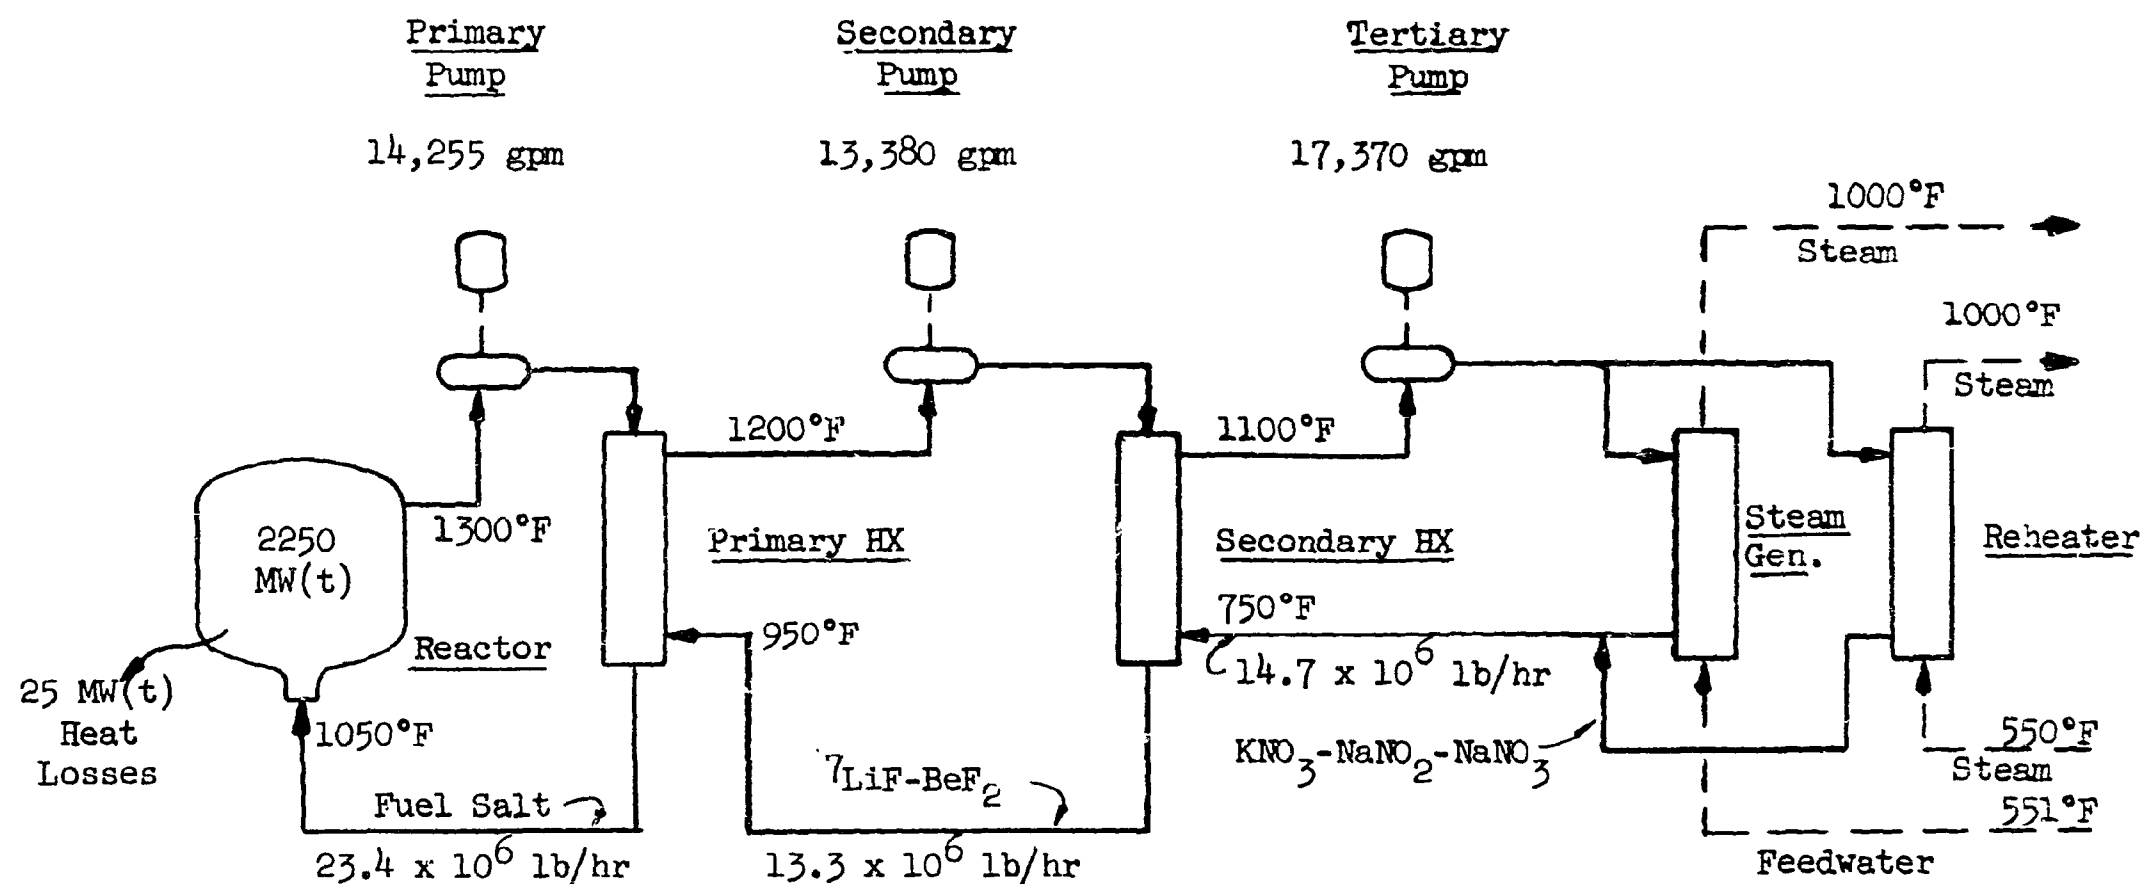 Primary
Pump
Secondary
Pump
Tertiary
Pump
14,255 gpm
13,380 gpm
17,370 gpm
1000°F
Steam
1000°F
Steam
1200°F
1100°F
1300°F
2250
MW(t)
Primary HX
Secondary HX
Steam
Gen.
Reheater
750°F
950°F
Reactor
14.7 x 10⁶ lb/hr
25 MW(t)
Heat
Losses
1050°F
KNO₃-NaNO₂-NaNO₃
550°F
Steam
⁷LiF-BeF₂
Fuel Salt
551°F
23.4 x 10⁶ lb/hr
13.3 x 10⁶ lb/hr
Feedwater